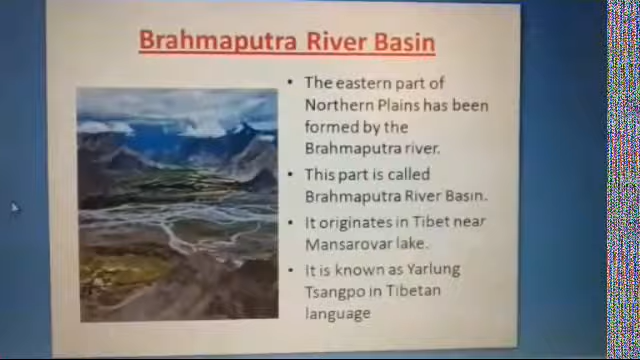 Brahmaputra River Basin
• The eastern part of
Northern Plains has been
formed by the
Brahmaputra river.
• This part is called
Brahmaputra River Basin.
• It originates in Tibet near
Mansarovar lake.
• It is known as Yarlung
Tsangpo in Tibetan
language